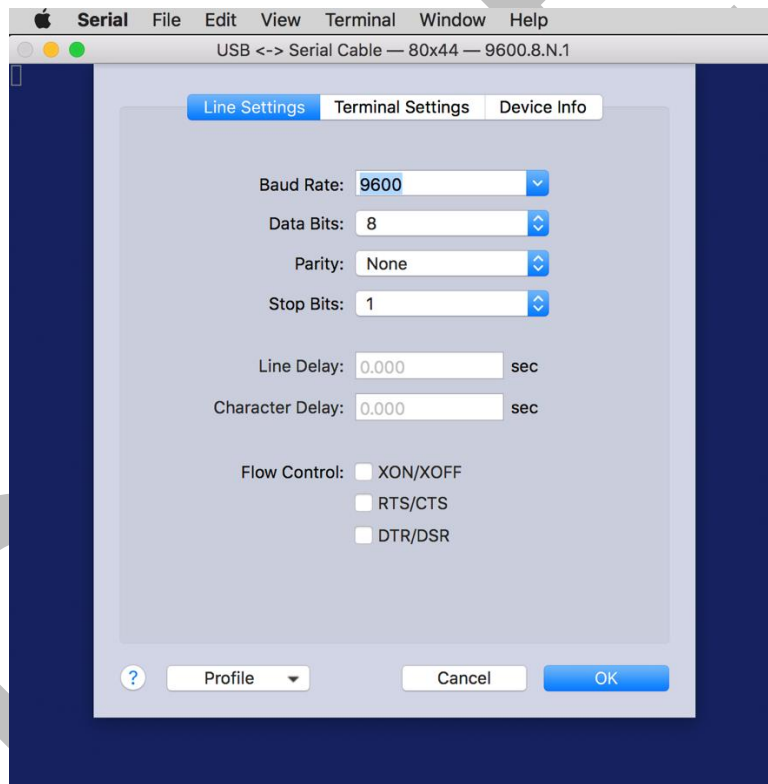 Serial File Edit View Terminal Window Help
USB <-> Serial Cable — 80x44 — 9600.8.N.1
Line Settings Terminal Settings Device Info
Baud Rate: 9600
Data Bits: 8
Parity: None
Stop Bits: 1
Line Delay: 0.000 sec
Character Delay: 0.000 sec
Flow Control: XON/XOFF
RTS/CTS
DTR/DSR
? Profile Cancel OK